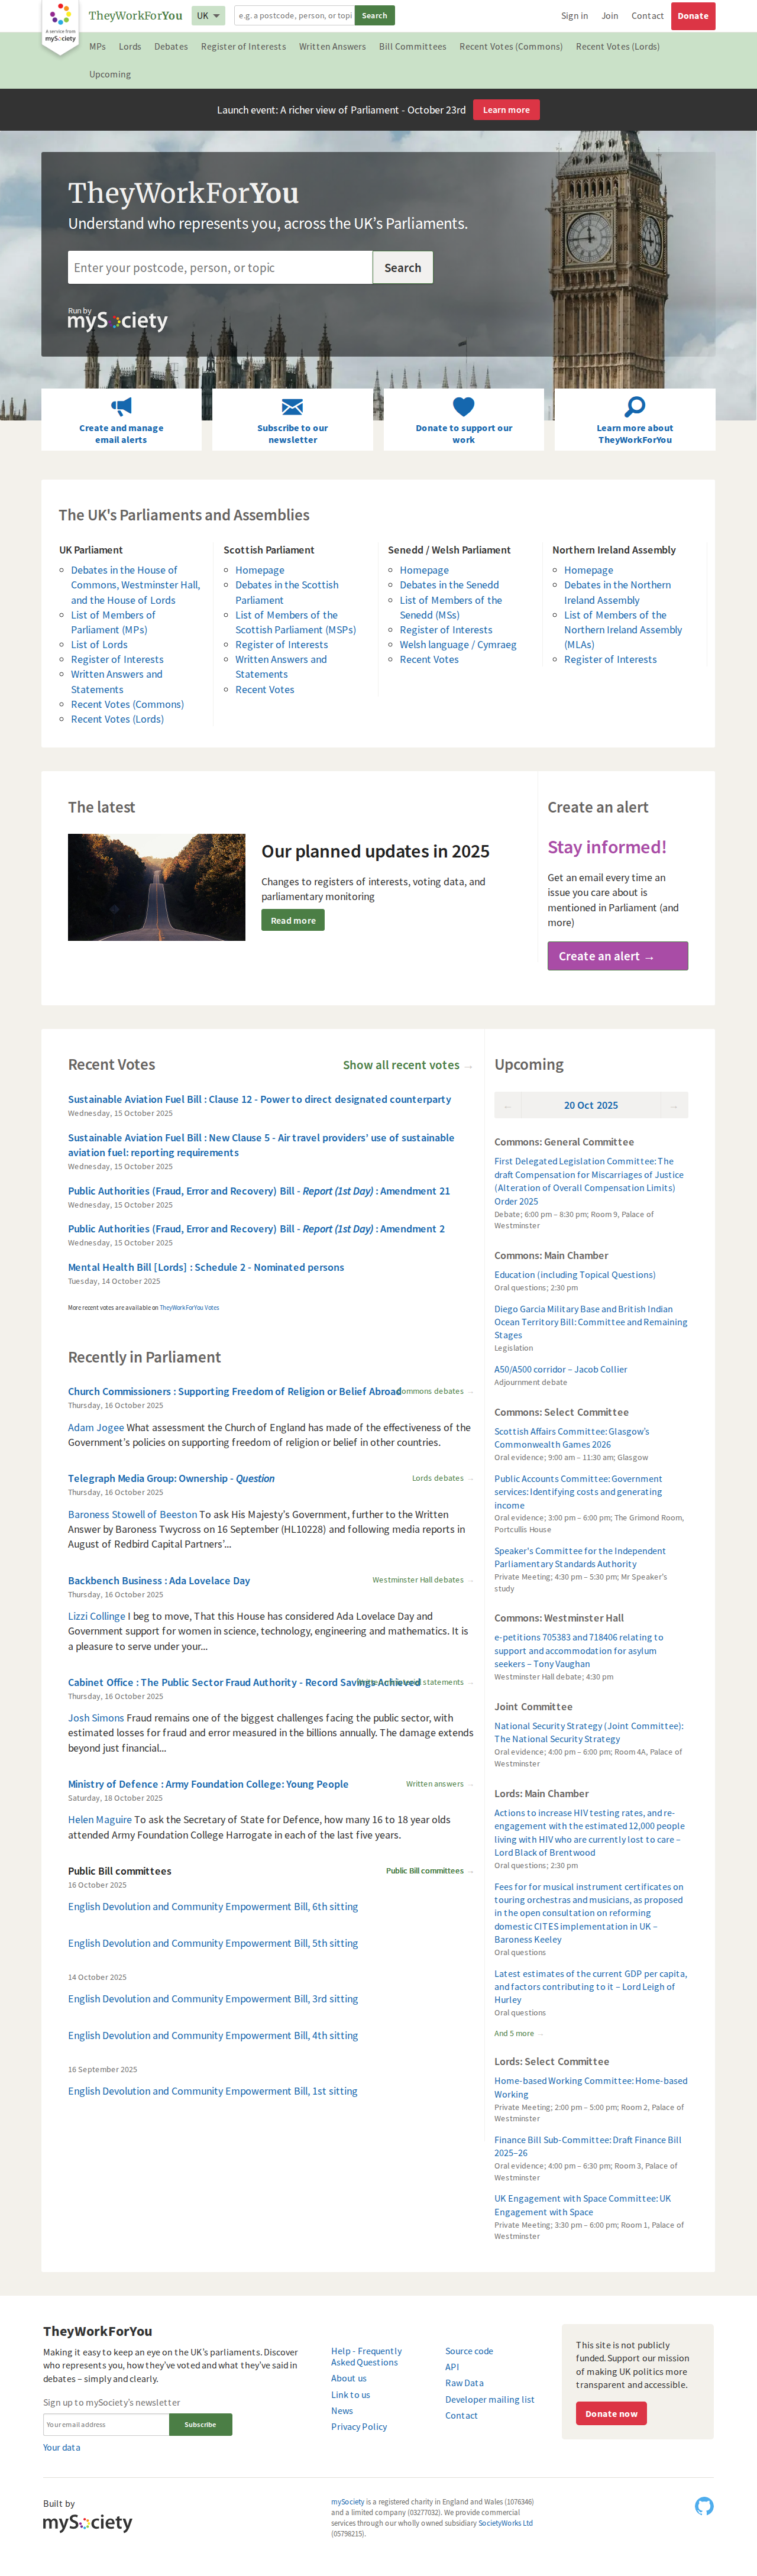 A service from
mySociety
TheyWorkForYou
UK
e.g. a postcode, person, or topi
Search
Sign in
Join
Contact
Donate
MPs
Lords
Debates
Register of Interests
Written Answers
Bill Committees
Recent Votes (Commons)
Recent Votes (Lords)
Upcoming
Launch event: A richer view of Parliament - October 23rd
Learn more
TheyWorkForYou
Understand who represents you, across the UK’s Parliaments.
Enter your postcode, person, or topic
Search
Run by
mySociety
Create and manage
email alerts
Subscribe to our
newsletter
Donate to support our
work
Learn more about
TheyWorkForYou
The UK's Parliaments and Assemblies
UK Parliament
Debates in the House of
Commons, Westminster Hall,
and the House of Lords
List of Members of
Parliament (MPs)
List of Lords
Register of Interests
Written Answers and
Statements
Recent Votes (Commons)
Recent Votes (Lords)
Scottish Parliament
Homepage
Debates in the Scottish
Parliament
List of Members of the
Scottish Parliament (MSPs)
Register of Interests
Written Answers and
Statements
Recent Votes
Senedd / Welsh Parliament
Homepage
Debates in the Senedd
List of Members of the
Senedd (MSs)
Register of Interests
Welsh language / Cymraeg
Recent Votes
Northern Ireland Assembly
Homepage
Debates in the Northern
Ireland Assembly
List of Members of the
Northern Ireland Assembly
(MLAs)
Register of Interests
The latest
Our planned updates in 2025
Changes to registers of interests, voting data, and
parliamentary monitoring
Read more
Create an alert
Stay informed!
Get an email every time an
issue you care about is
mentioned in Parliament (and
more)
Create an alert →
Recent Votes
Show all recent votes →
Sustainable Aviation Fuel Bill : Clause 12 - Power to direct designated counterparty
Wednesday, 15 October 2025
Sustainable Aviation Fuel Bill : New Clause 5 - Air travel providers’ use of sustainable
aviation fuel: reporting requirements
Wednesday, 15 October 2025
Public Authorities (Fraud, Error and Recovery) Bill - Report (1st Day) : Amendment 21
Wednesday, 15 October 2025
Public Authorities (Fraud, Error and Recovery) Bill - Report (1st Day) : Amendment 2
Wednesday, 15 October 2025
Mental Health Bill [Lords] : Schedule 2 - Nominated persons
Tuesday, 14 October 2025
More recent votes are available on TheyWorkForYou Votes
Recently in Parliament
Church Commissioners : Supporting Freedom of Religion or Belief Abroad
Commons debates →
Thursday, 16 October 2025
Adam Jogee What assessment the Church of England has made of the effectiveness of the
Government’s policies on supporting freedom of religion or belief in other countries.
Telegraph Media Group: Ownership - Question
Lords debates →
Thursday, 16 October 2025
Baroness Stowell of Beeston To ask His Majesty’s Government, further to the Written
Answer by Baroness Twycross on 16 September (HL10228) and following media reports in
August of Redbird Capital Partners’...
Backbench Business : Ada Lovelace Day
Westminster Hall debates →
Thursday, 16 October 2025
Lizzi Collinge I beg to move, That this House has considered Ada Lovelace Day and
Government support for women in science, technology, engineering and mathematics. It is
a pleasure to serve under your...
Cabinet Office : The Public Sector Fraud Authority - Record Savings Achieved
statements →
Thursday, 16 October 2025
Josh Simons Fraud remains one of the biggest challenges facing the public sector, with
estimated losses for fraud and error measured in the billions annually. The damage extends
beyond just financial...
Ministry of Defence : Army Foundation College: Young People
Written answers →
Saturday, 18 October 2025
Helen Maguire To ask the Secretary of State for Defence, how many 16 to 18 year olds
attended Army Foundation College Harrogate in each of the last five years.
Public Bill committees
Public Bill committees →
16 October 2025
English Devolution and Community Empowerment Bill, 6th sitting
English Devolution and Community Empowerment Bill, 5th sitting
14 October 2025
English Devolution and Community Empowerment Bill, 3rd sitting
English Devolution and Community Empowerment Bill, 4th sitting
16 September 2025
English Devolution and Community Empowerment Bill, 1st sitting
Upcoming
← 20 Oct 2025 →
Commons: General Committee
First Delegated Legislation Committee: The
draft Compensation for Miscarriages of Justice
(Alteration of Overall Compensation Limits)
Order 2025
Debate; 6:00 pm – 8:30 pm; Room 9, Palace of
Westminster
Commons: Main Chamber
Education (including Topical Questions)
Oral questions; 2:30 pm
Diego Garcia Military Base and British Indian
Ocean Territory Bill: Committee and Remaining
Stages
Legislation
A50/A500 corridor – Jacob Collier
Adjournment debate
Commons: Select Committee
Scottish Affairs Committee: Glasgow’s
Commonwealth Games 2026
Oral evidence; 9:00 am – 11:30 am; Glasgow
Public Accounts Committee: Government
services: Identifying costs and generating
income
Oral evidence; 3:00 pm – 6:00 pm; The Grimond Room,
Portcullis House
Speaker's Committee for the Independent
Parliamentary Standards Authority
Private Meeting; 4:30 pm – 5:30 pm; Mr Speaker's
study
Commons: Westminster Hall
e-petitions 705383 and 718406 relating to
support and accommodation for asylum
seekers – Tony Vaughan
Westminster Hall debate; 4:30 pm
Joint Committee
National Security Strategy (Joint Committee):
The National Security Strategy
Oral evidence; 4:00 pm – 6:00 pm; Room 4A, Palace of
Westminster
Lords: Main Chamber
Actions to increase HIV testing rates, and re-
engagement with the estimated 12,000 people
living with HIV who are currently lost to care –
Lord Black of Brentwood
Oral questions; 2:30 pm
Fees for for musical instrument certificates on
touring orchestras and musicians, as proposed
in the open consultation on reforming
domestic CITES implementation in UK –
Baroness Keeley
Oral questions
Latest estimates of the current GDP per capita,
and factors contributing to it – Lord Leigh of
Hurley
Oral questions
And 5 more →
Lords: Select Committee
Home-based Working Committee: Home-based
Working
Private Meeting; 2:00 pm – 5:00 pm; Room 2, Palace of
Westminster
Finance Bill Sub-Committee: Draft Finance Bill
2025–26
Oral evidence; 4:00 pm – 6:30 pm; Room 3, Palace of
Westminster
UK Engagement with Space Committee: UK
Engagement with Space
Private Meeting; 3:30 pm – 6:00 pm; Room 1, Palace of
Westminster
TheyWorkForYou
Making it easy to keep an eye on the UK’s parliaments. Discover
who represents you, how they’ve voted and what they’ve said in
debates – simply and clearly.
Sign up to mySociety’s newsletter
Your email address
Subscribe
Your data
Help - Frequently
Asked Questions
About us
Link to us
News
Privacy Policy
Source code
API
Raw Data
Developer mailing list
Contact
This site is not publicly
funded. Support our mission
of making UK politics more
transparent and accessible.
Donate now
Built by
mySociety
mySociety is a registered charity in England and Wales (1076346)
and a limited company (03277032). We provide commercial
services through our wholly owned subsidiary SocietyWorks Ltd
(05798215).